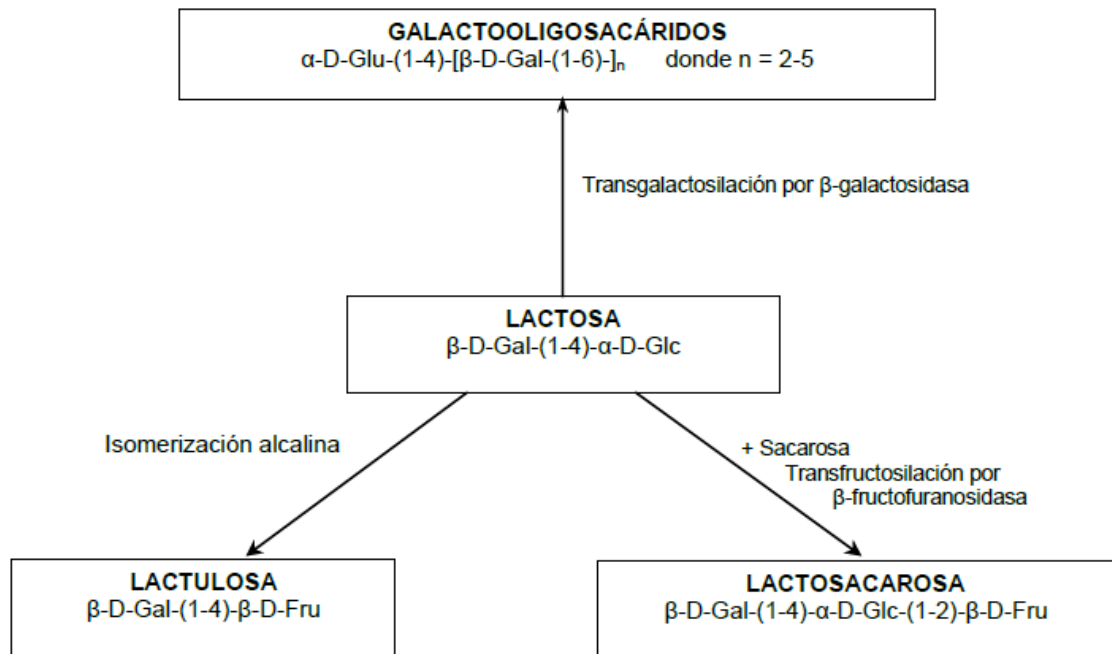 GALACTOOLIGOSACÁRIDOS
α-D-Glu-(1-4)-[β-D-Gal-(1-6)-]n donde n = 2-5
Transgalactosilación por β-galactosidasa
LACTOSA
β-D-Gal-(1-4)-α-D-Glc
Isomerización alcalina
+ Sacarosa
Transfructosilación por
β-fructofuranosidasa
LACTULOSA
β-D-Gal-(1-4)-β-D-Fru
LACTOSACAROSA
β-D-Gal-(1-4)-α-D-Glc-(1-2)-β-D-Fru